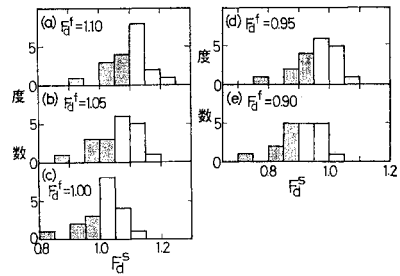 (a) F_d^f=1.10
5
0
度
(b) F_d^f=1.05
5
0
数
(c) F_d^f=1.00
5
0
0.8 1.0 1.2
F_d^s
(d) F_d^f=0.95
5
0
度
(e) F_d^f=0.90
5
0
数
0.8 1.0 1.2
F_d^s